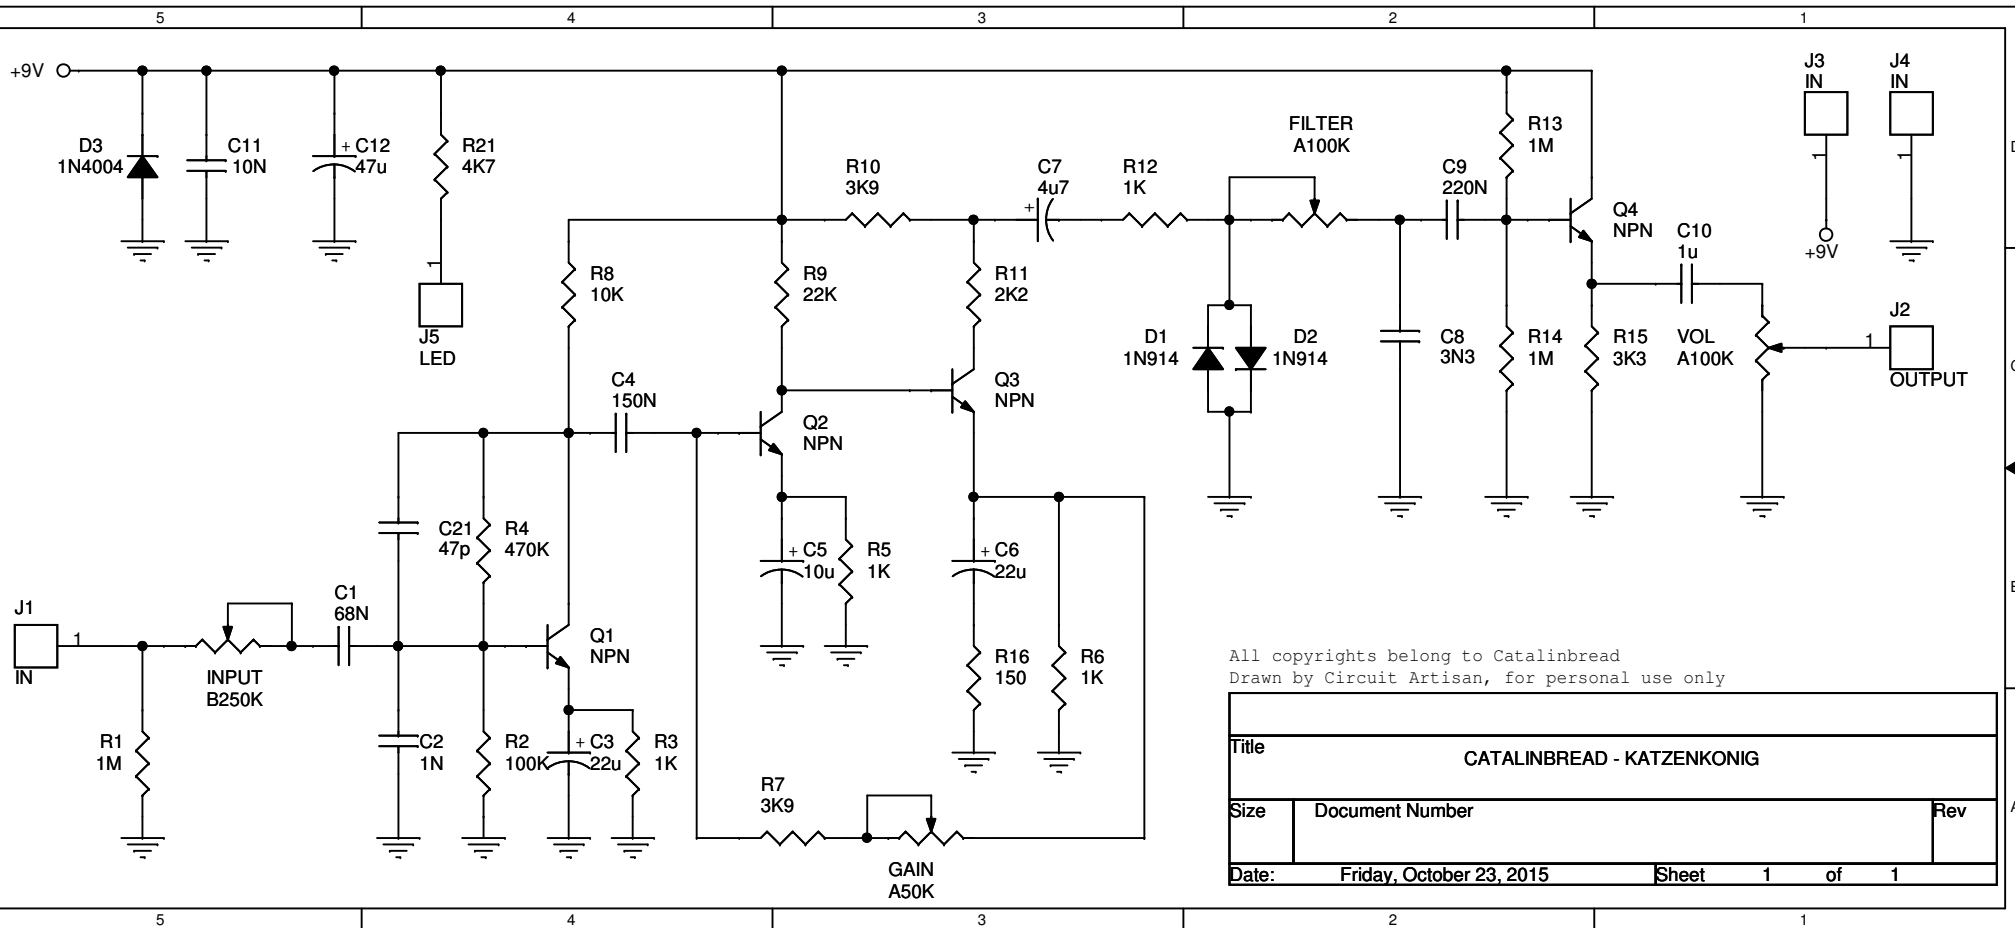 5 4 3 2 1
+9V
D3
1N4004
C11
10N
+ C12
47u
R21
4K7
1
J5
LED
R8
10K
R9
22K
R10
3K9
R11
2K2
C7
4u7
+
R12
1K
FILTER
A100K
C9
220N
R13
1M
Q4
NPN
C10
1u
J3
IN
1
+9V
J4
IN
1
D1
1N914
D2
1N914
C8
3N3
R14
1M
R15
3K3
VOL
A100K
J2
1
OUTPUT
C4
150N
Q2
NPN
Q3
NPN
C21
47p
R4
470K
+ C5
10u
R5
1K
+ C6
22u
J1
1
IN
INPUT
B250K
C1
68N
Q1
NPN
R16
150
R6
1K
R1
1M
C2
1N
R2
100K
+ C3
22u
R3
1K
R7
3K9
GAIN
A50K
All copyrights belong to Catalinbread
Drawn by Circuit Artisan, for personal use only
Title
CATALINBREAD - KATZENKONIG
Size Document Number Rev
Date: Friday, October 23, 2015 Sheet 1 of 1
5 4 3 2 1